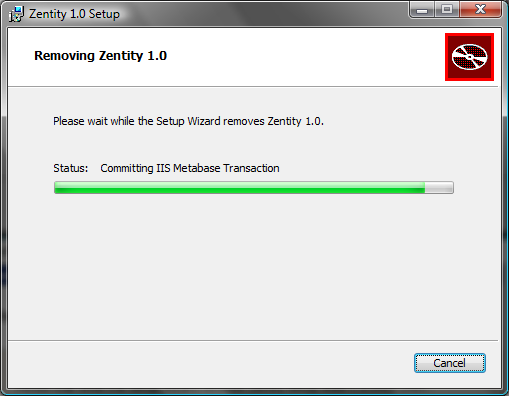 Zentity 1.0 Setup
Removing Zentity 1.0
Please wait while the Setup Wizard removes Zentity 1.0.
Status: Committing IIS Metabase Transaction
Cancel